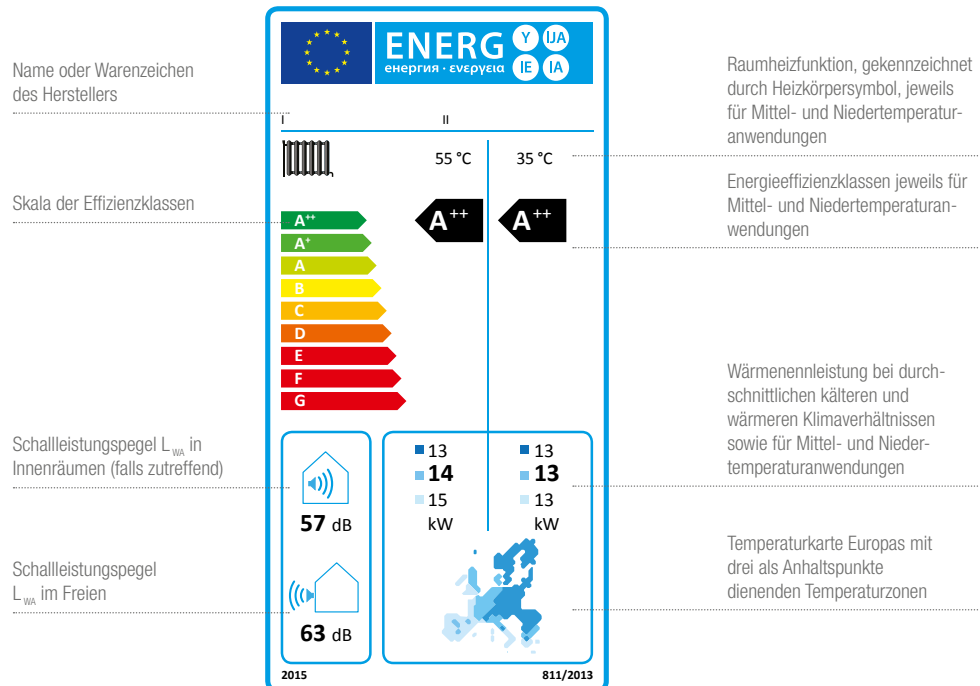 Name oder Warenzeichen
des Herstellers
Skala der Effizienzklassen
Schallleistungspegel L WA in
Innenräumen (falls zutreffend)
Schallleistungspegel
L WA im Freien
ENERG Y IJA
енергия · ενεργεια IE IA
I II
55 °C 35 °C
A++ A++
A++
A+
A
B
C
D
E
F
G
57 dB
63 dB
13 13
14 13
15 13
kW kW
2015 811/2013
Raumheizfunktion, gekennzeichnet
durch Heizkörpersymbol, jeweils
für Mittel- und Niedertemperatur-
anwendungen
Energieeffizienzklassen jeweils für
Mittel- und Niedertemperaturan-
wendungen
Wärmenennleistung bei durch-
schnittlichen kälteren und
wärmeren Klimaverhältnissen
sowie für Mittel- und Nieder-
temperaturanwendungen
Temperaturkarte Europas mit
drei als Anhaltspunkte
dienenden Temperaturzonen